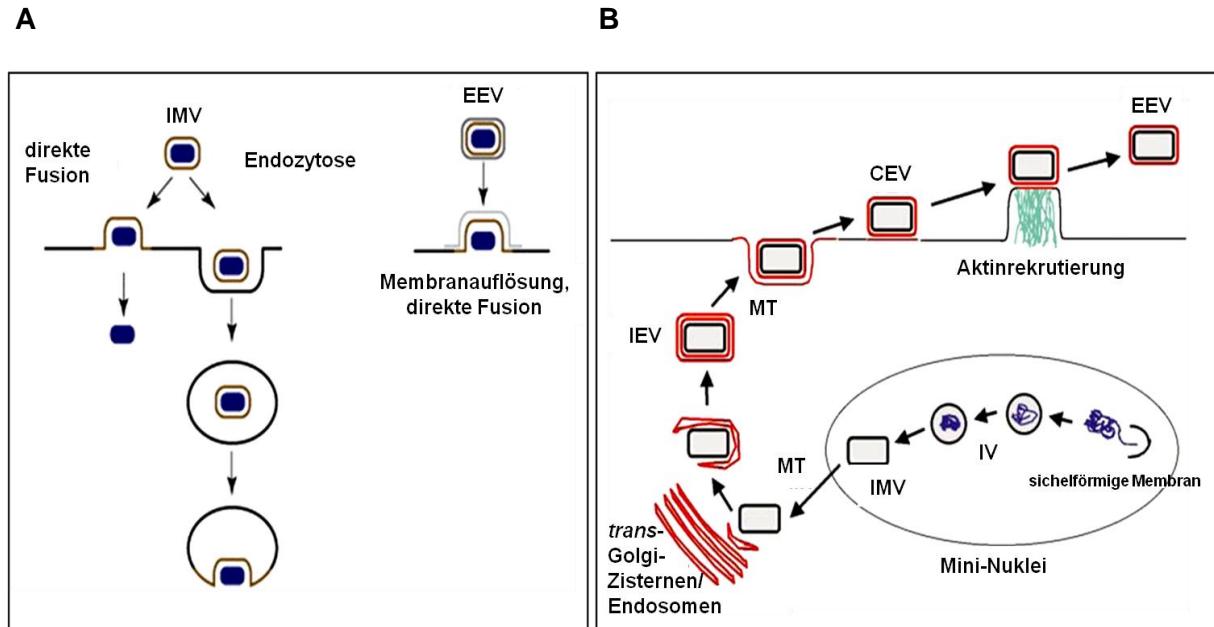 A
IMV
direkte
Fusion
Endozytose
EEV
Membranauflösung,
direkte Fusion
B
EEV
CEV
Aktinrekrutierung
MT
IEV
MT
IV
IMV
sichelförmige Membran
trans-
Golgi-
Zisternen/
Endosomen
Mini-Nuklei